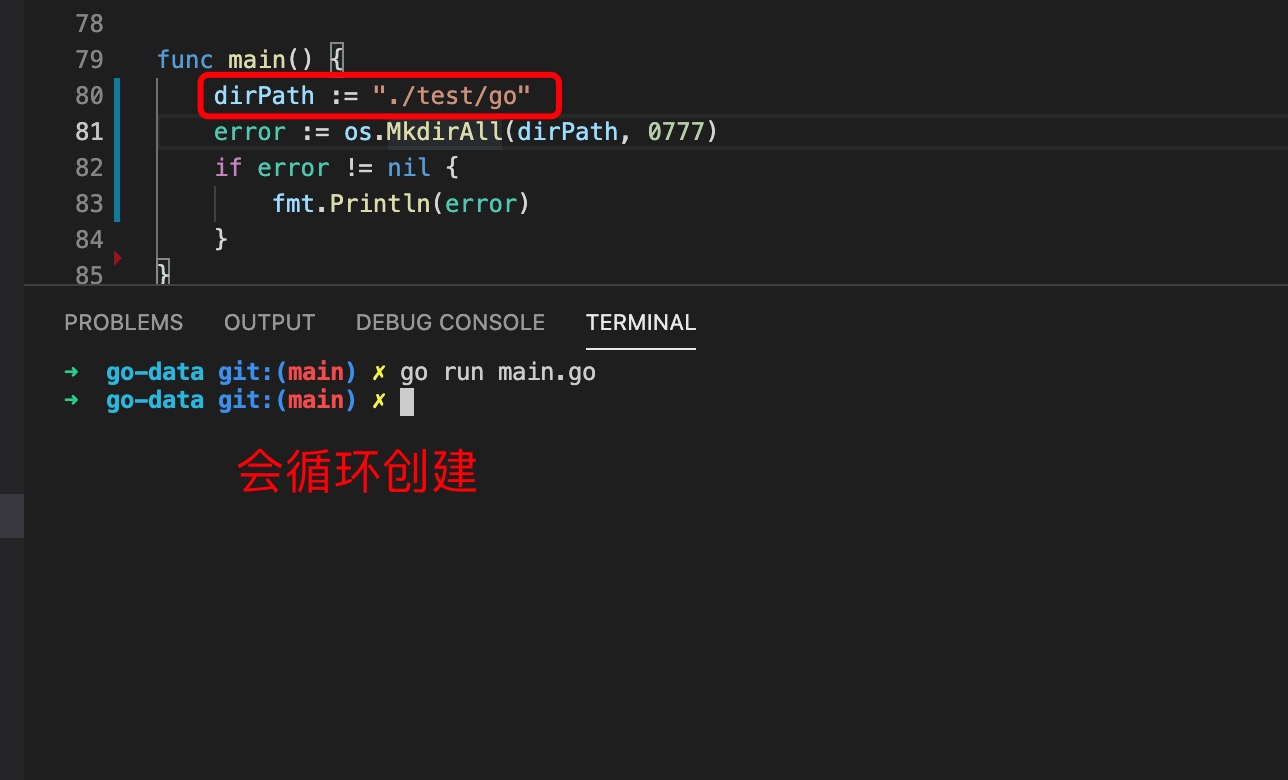 78
79 func main() {
80 dirPath := "./test/go"
81 error := os.MkdirAll(dirPath, 0777)
82 if error != nil {
83 fmt.Println(error)
84 }
85 }
PROBLEMS OUTPUT DEBUG CONSOLE TERMINAL
➜ go-data git:(main) ✗ go run main.go
➜ go-data git:(main) ✗
会循环创建